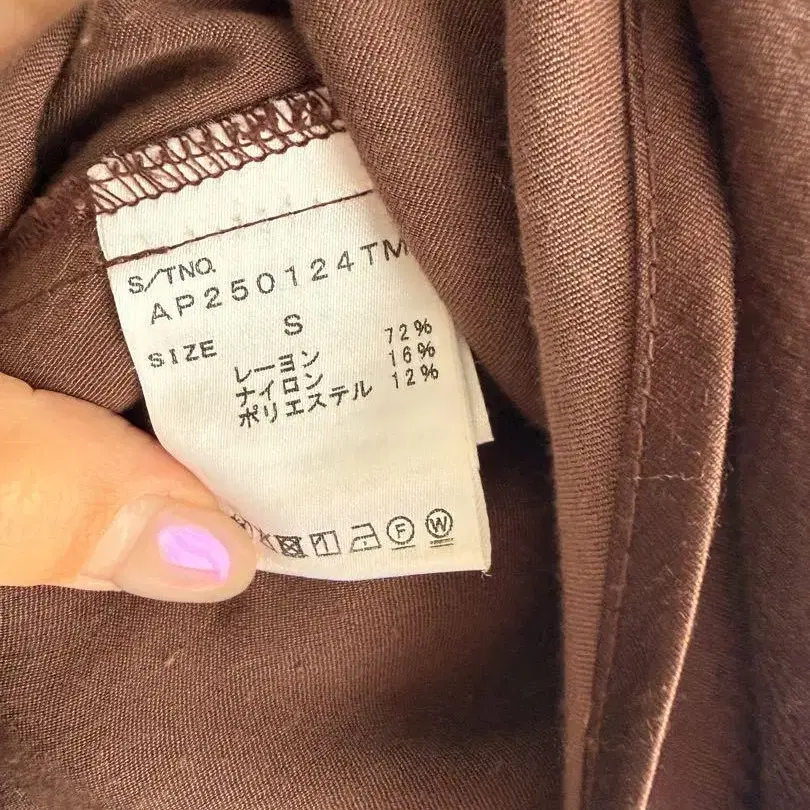 S/TNO.
AP250124TM
SIZE S
レーヨン 72%
ナイロン 16%
ポリエステル 12%
F W